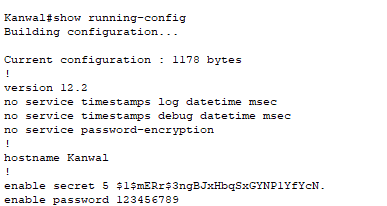 Kanwal#show running-config
Building configuration...
Current configuration : 1178 bytes
!
version 12.2
no service timestamps log datetime msec
no service timestamps debug datetime msec
no service password-encryption
!
hostname Kanwal
!
enable secret 5 $1$mERr$3ngBJxHbqSxGYNPlYfYcN.
enable password 123456789